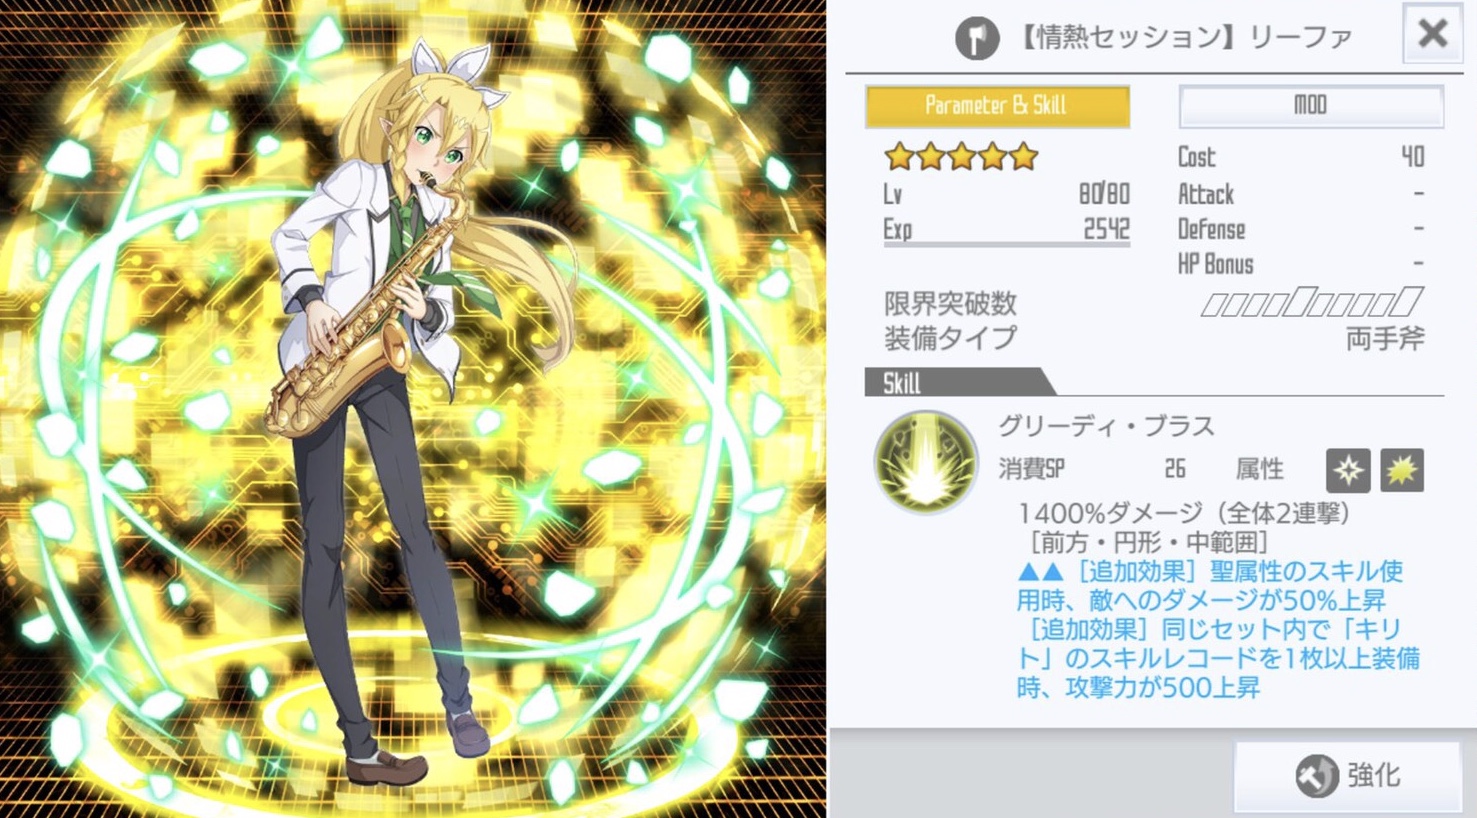 【情熱セッション】リーファ
Parameter & Skill
MOD
Lv 80/80
Exp 2542
Cost 40
Attack -
Defense -
HP Bonus -
限界突破数
装備タイプ 両手斧
Skill
グリーディ・ブラス
消費SP 26 属性
1400%ダメージ（全体2連撃）
［前方・円形・中範囲］
▲▲［追加効果］聖属性のスキル使
用時、敵へのダメージが50%上昇
［追加効果］同じセット内で「キリ
ト」のスキルレコードを1枚以上装備
時、攻撃力が500上昇
強化